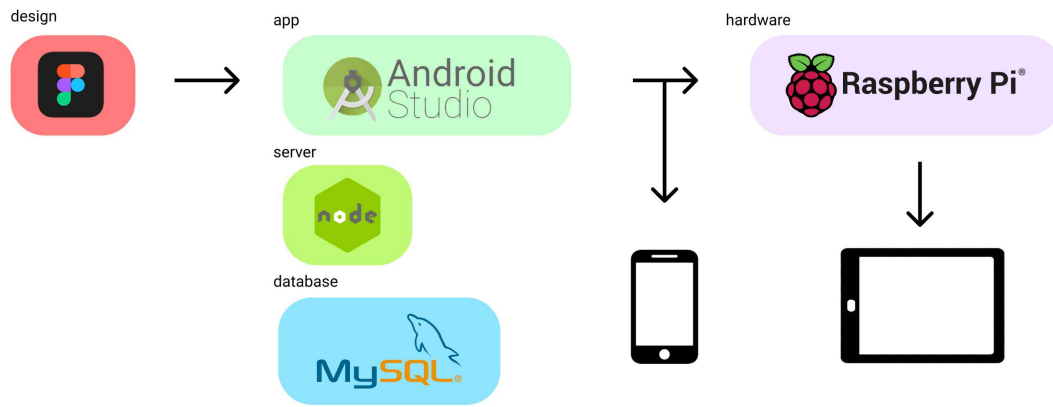 design
app
hardware
Android
Studio
Raspberry Pi®
server
node
database
MySQL®